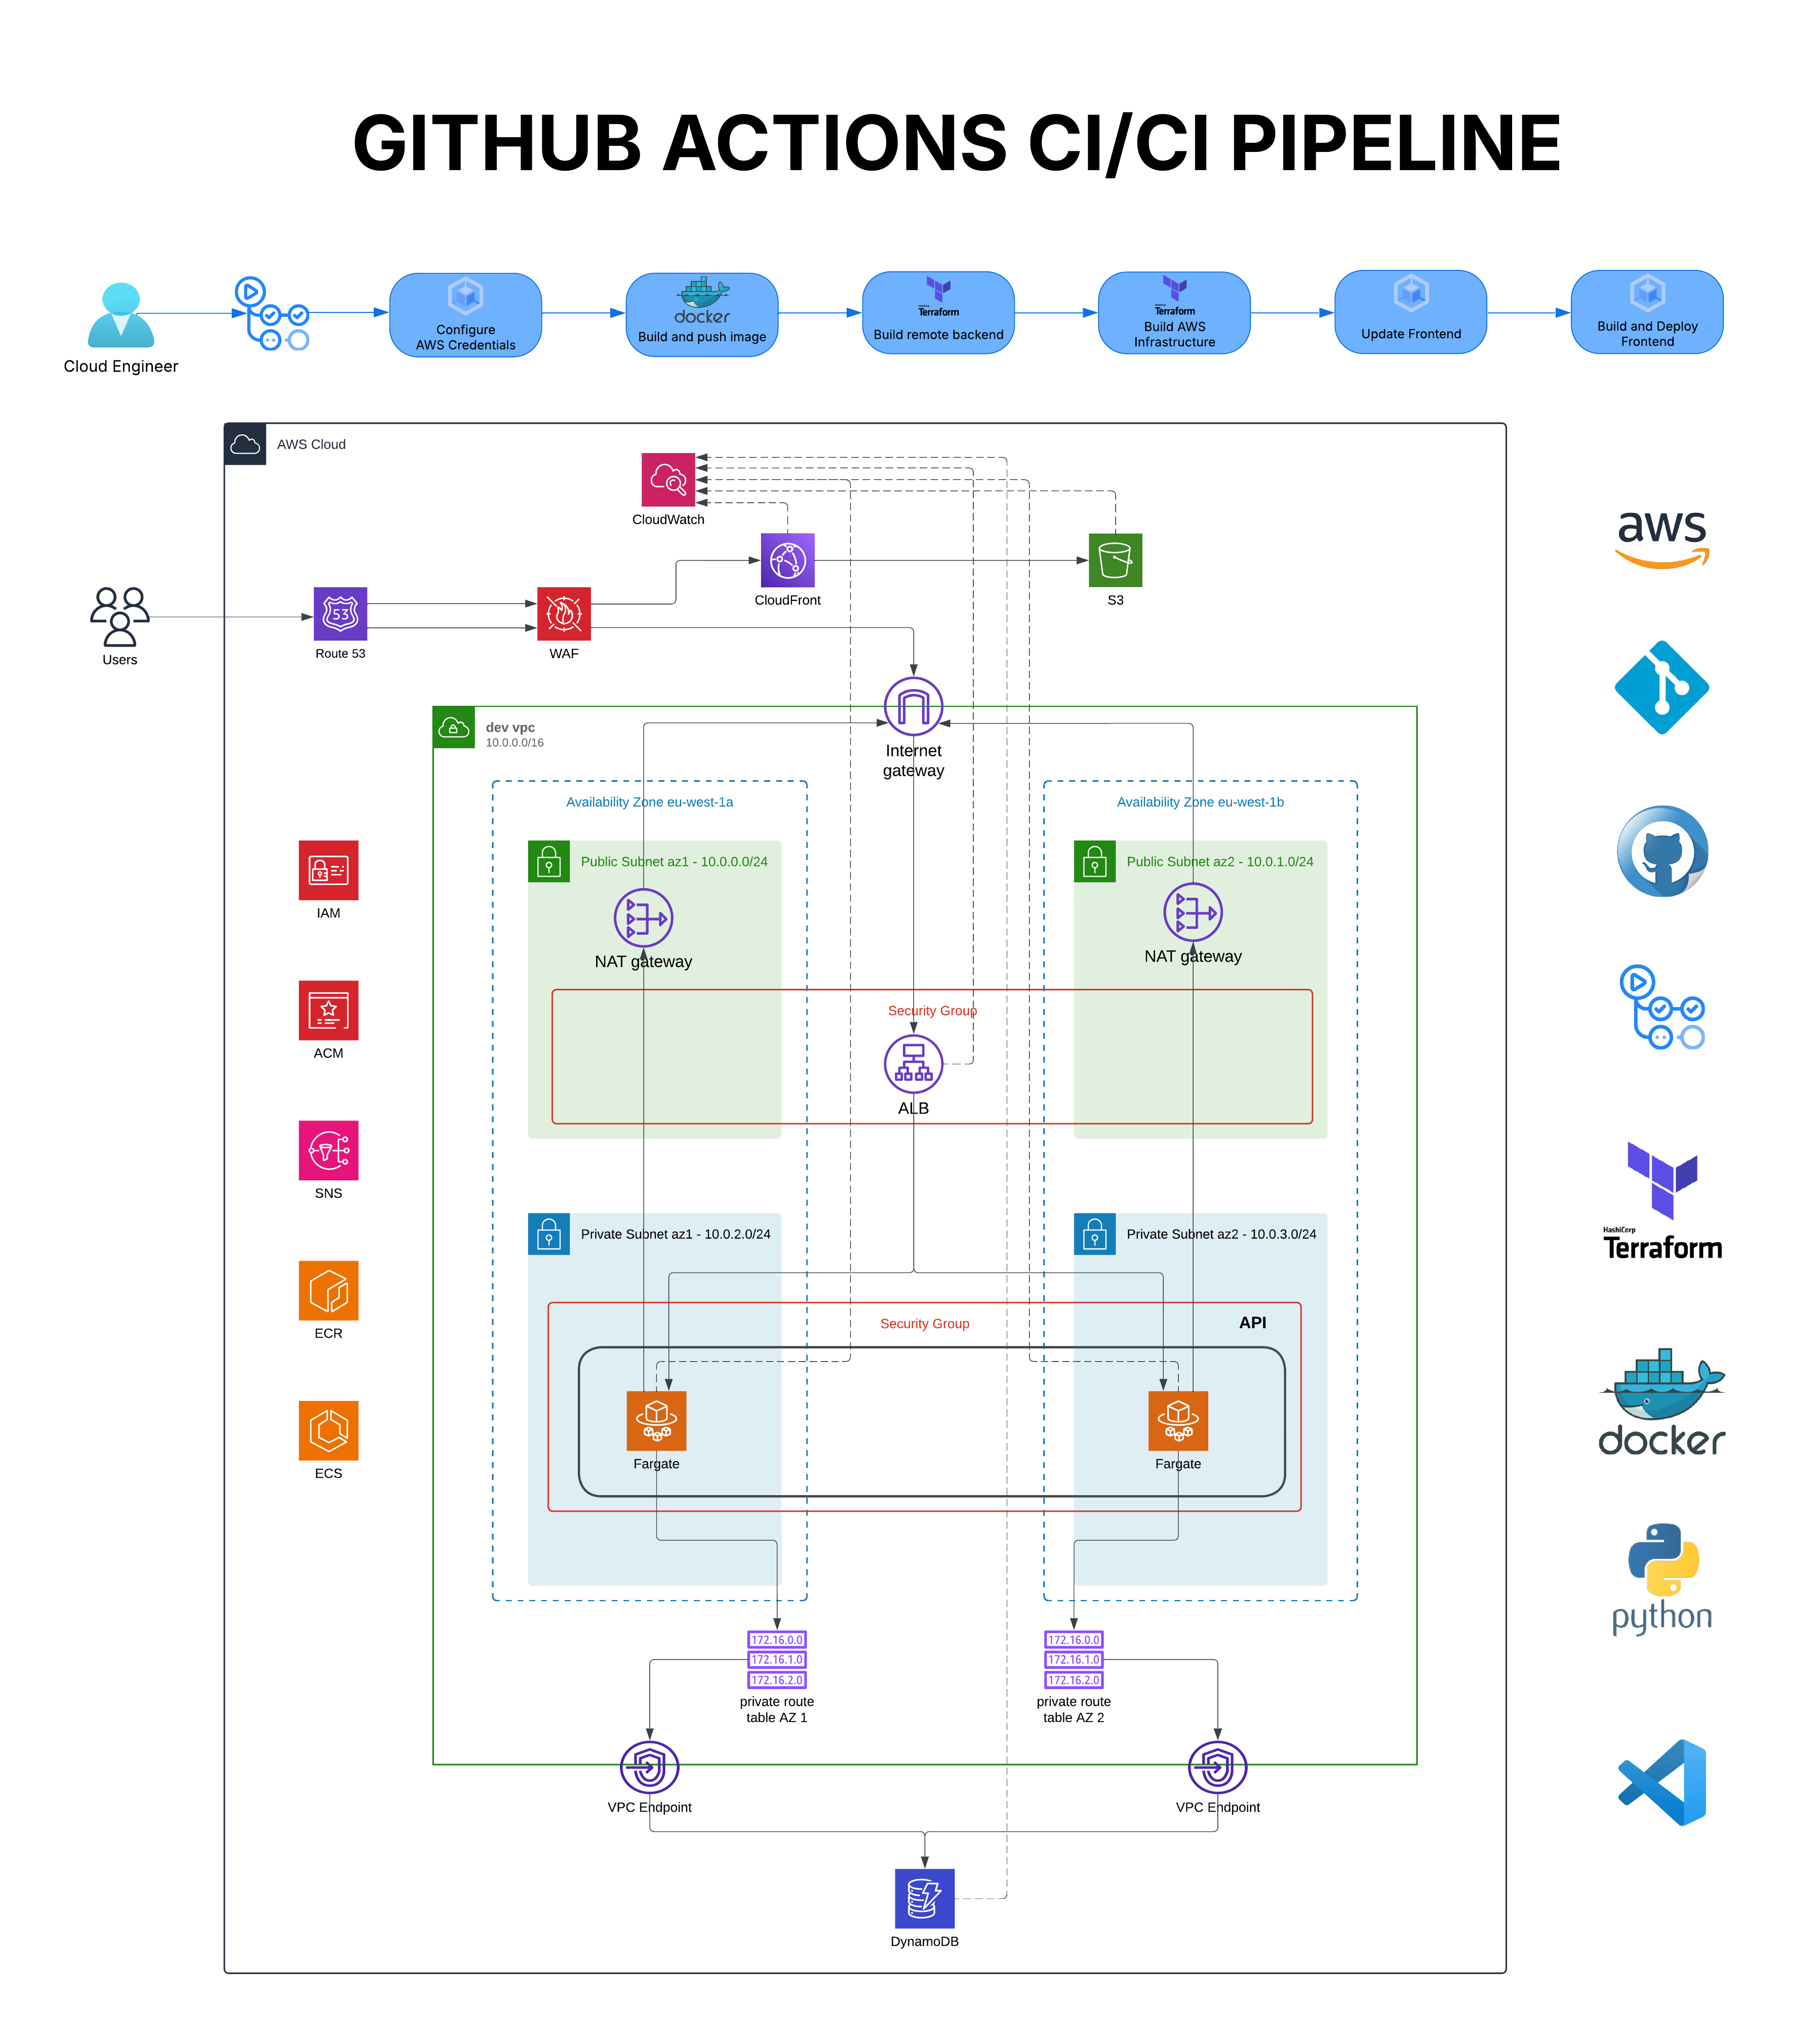 GITHUB ACTIONS CI/CI PIPELINE
Cloud Engineer
Configure
AWS Credentials
docker
Build and push image
HashiCorp
Terraform
Build remote backend
HashiCorp
Terraform
Build AWS
Infrastructure
Update Frontend
Build and Deploy
Frontend
AWS Cloud
CloudWatch
CloudFront
S3
Users
53
Route 53
WAF
Internet
gateway
dev vpc
10.0.0.0/16
Availability Zone eu-west-1a
Availability Zone eu-west-1b
Public Subnet az1 - 10.0.0.0/24
Public Subnet az2 - 10.0.1.0/24
NAT gateway
NAT gateway
Security Group
ALB
Private Subnet az1 - 10.0.2.0/24
Private Subnet az2 - 10.0.3.0/24
Security Group
API
Fargate
Fargate
172.16.0.0
172.16.1.0
172.16.2.0
private route
table AZ 1
172.16.0.0
172.16.1.0
172.16.2.0
private route
table AZ 2
VPC Endpoint
VPC Endpoint
DynamoDB
IAM
ACM
SNS
ECR
ECS
aws
HashiCorp
Terraform
docker
python